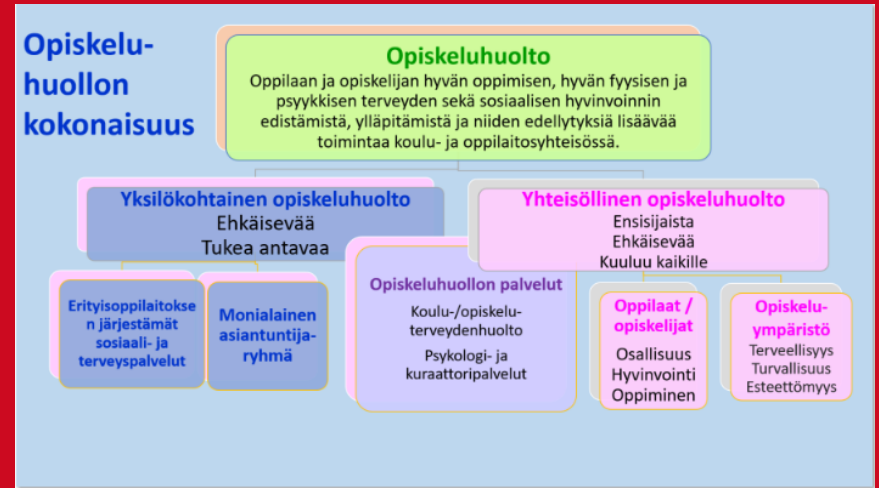 Opiskelu-
huollon
kokonaisuus
Opiskeluhuolto
Oppilaan ja opiskelijan hyvän oppimisen, hyvän fyysisen ja
psyykkisen terveyden sekä sosiaalisen hyvinvoinnin
edistämistä, ylläpitämistä ja niiden edellytyksiä lisäävää
toimintaa koulu- ja oppilaitosyhteisössä.
Yksilökohtainen opiskeluhuolto
Ehkäisevää
Tukea antavaa
Yhteisöllinen opiskeluhuolto
Ensisijaista
Ehkäisevää
Kuuluu kaikille
Erityisoppilaitokse
n järjestämät
sosiaali- ja
terveyspalvelut
Monialainen
asiantuntija-
ryhmä
Opiskeluhuollon palvelut
Koulu-/opiskelu-
terveydenhuolto
Psykologi- ja
kuraattoripalvelut
Oppilaat /
opiskelijat
Osallisuus
Hyvinvointi
Oppiminen
Opiskelu-
ympäristö
Terveellisyys
Turvallisuus
Esteettömyys